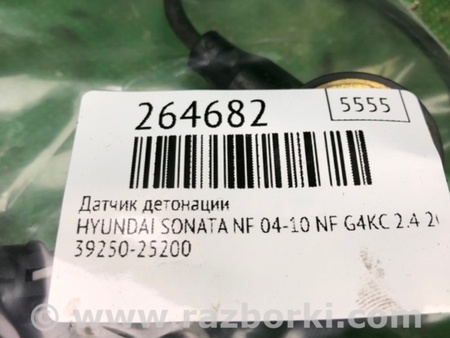 264682
5555
Датчик детонации
HYUNDAI SONATA NF 04-10 NF G4KC 2.4
39250-25200
www.razborki.com